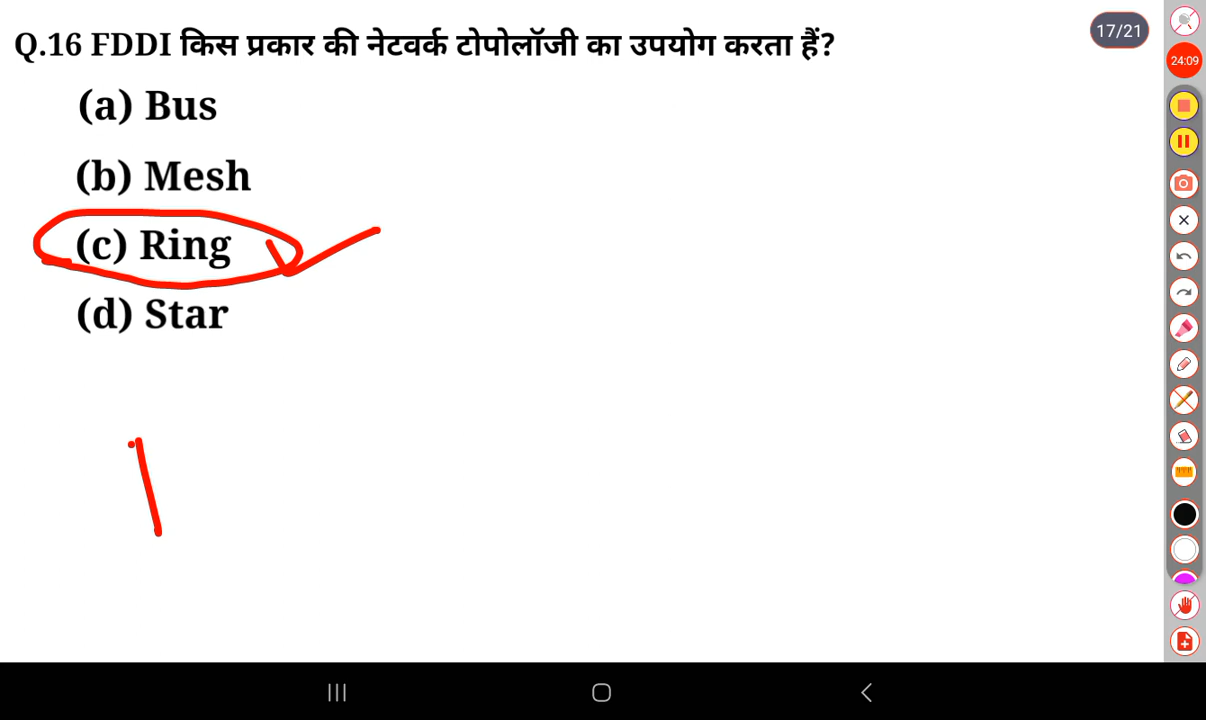 Q.16 FDDI किस प्रकार की नेटवर्क टोपोलॉजी का उपयोग करता हैं?
17/21
24:09
(a) Bus
(b) Mesh
(c) Ring
(d) Star